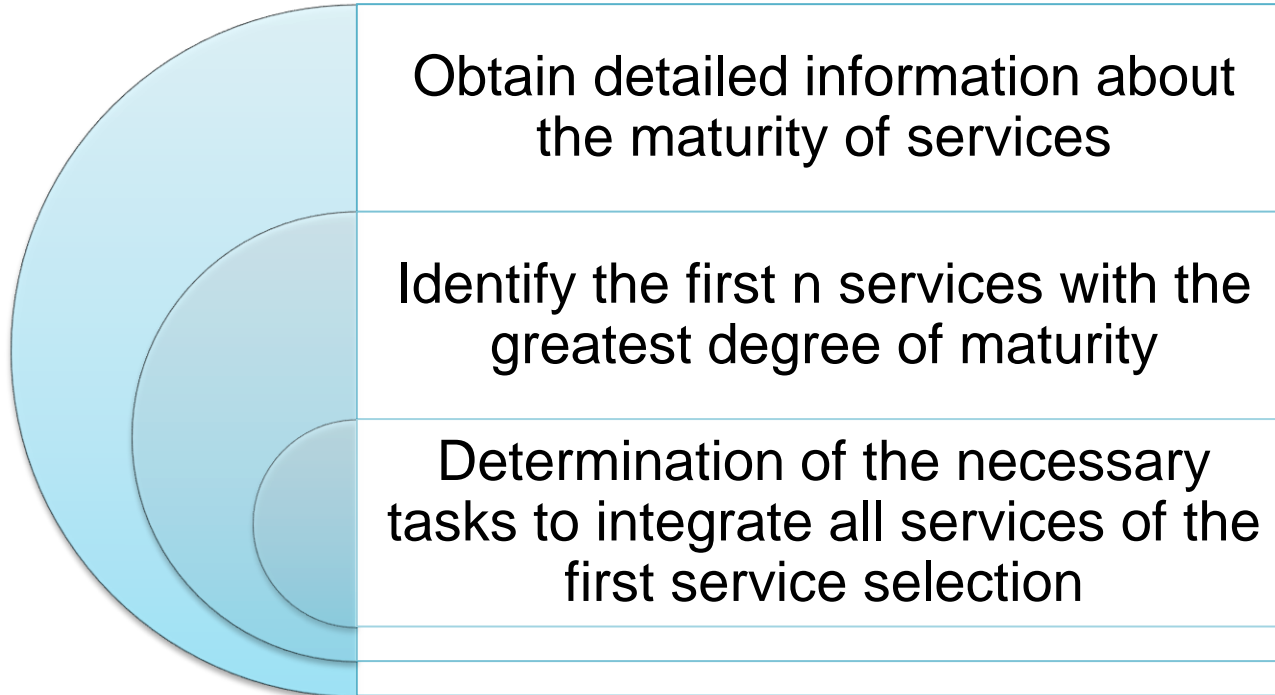 Obtain detailed information about
the maturity of services
Identify the first n services with the
greatest degree of maturity
Determination of the necessary
tasks to integrate all services of the
first service selection